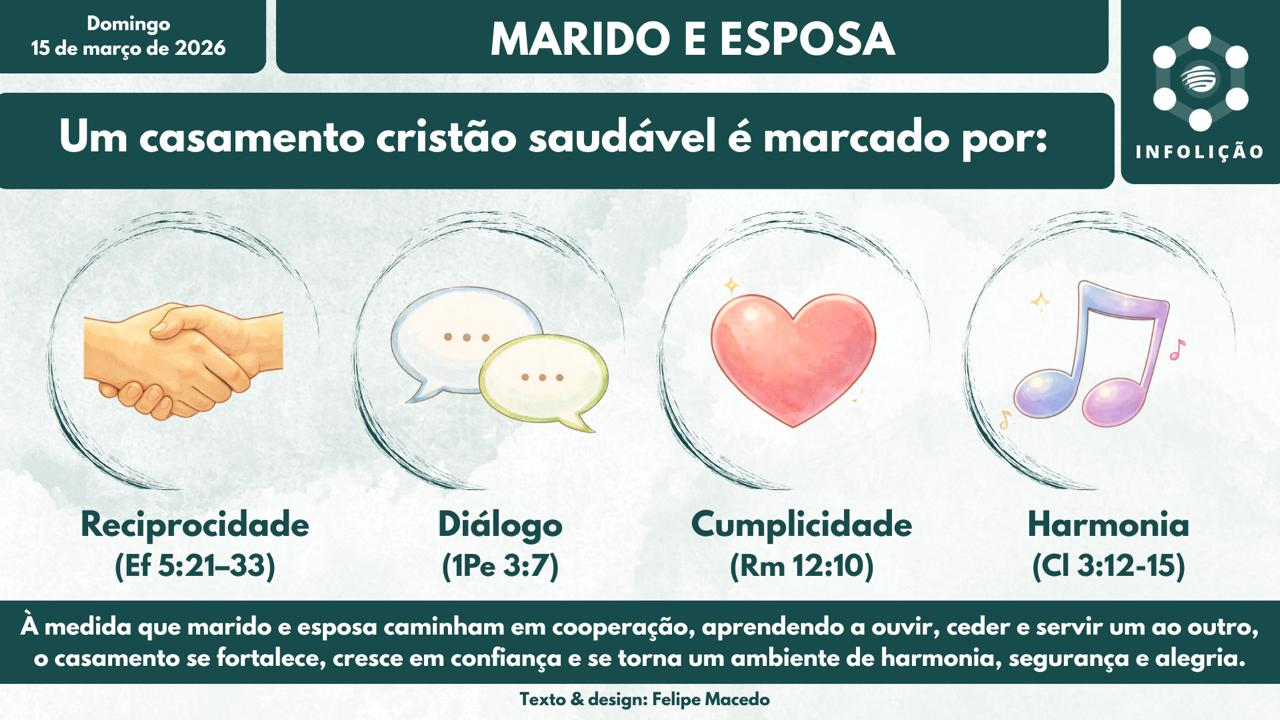 Domingo
15 de março de 2026
MARIDO E ESPOSA
INFOLIÇÃO
Um casamento cristão saudável é marcado por:
Reciprocidade
(Ef 5:21–33)
Diálogo
(1Pe 3:7)
Cumplicidade
(Rm 12:10)
Harmonia
(Cl 3:12-15)
À medida que marido e esposa caminham em cooperação, aprendendo a ouvir, ceder e servir um ao outro,
o casamento se fortalece, cresce em confiança e se torna um ambiente de harmonia, segurança e alegria.
Texto & design: Felipe Macedo